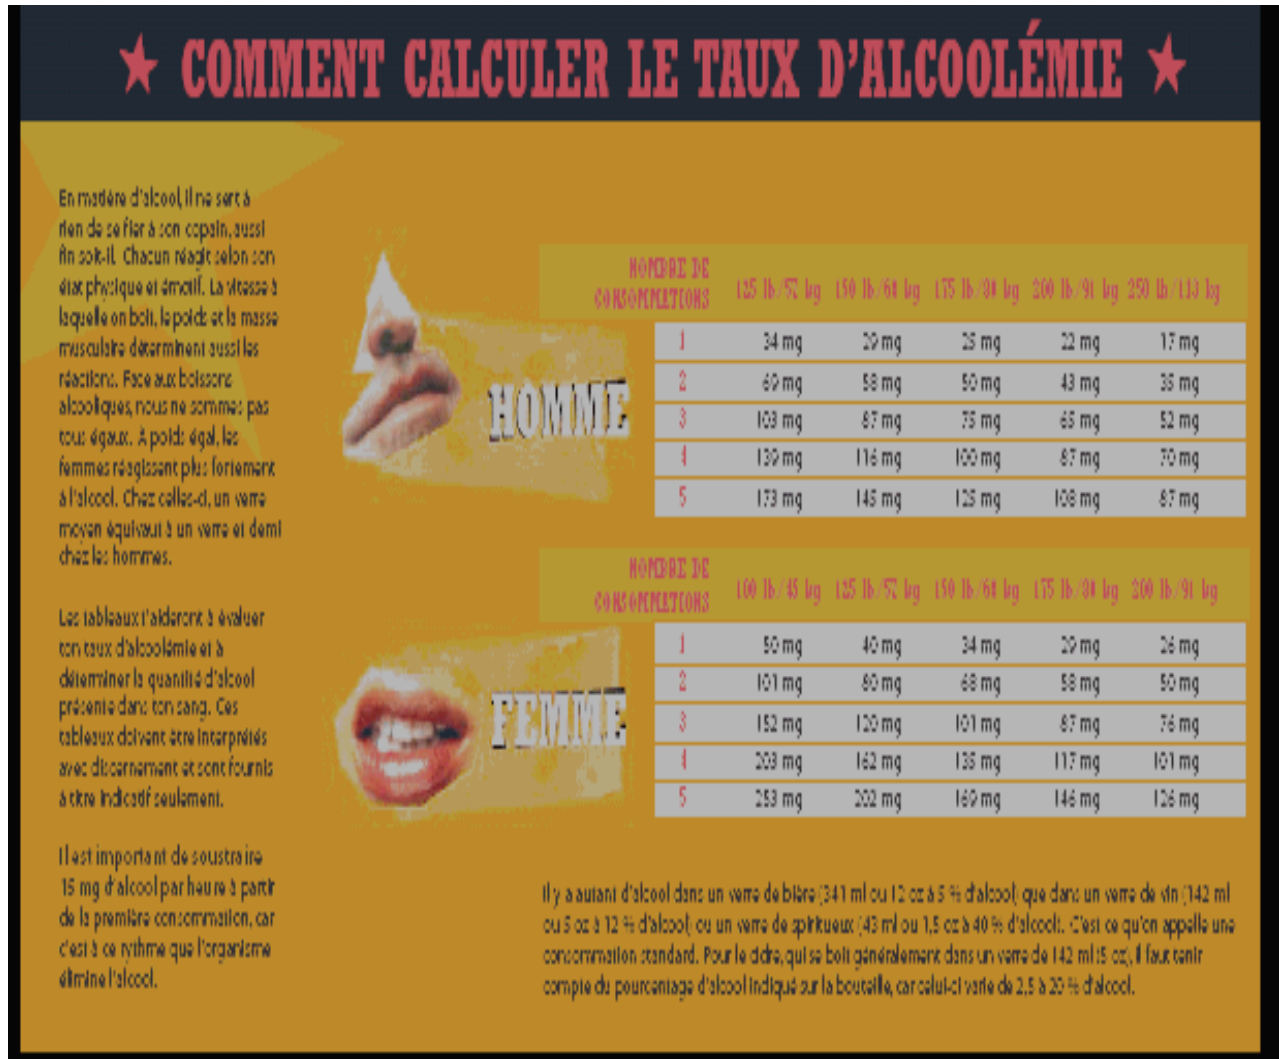 ★ COMMENT CALCULER LE TAUX D'ALCOOLÉMIE ★
En matière d'alcool, il ne sert à
rien de se fier à son copain, aussi
fin soit-il. Chacun réagit selon son
état physique et émotif. La vitesse à
laquelle on boit, le poids et la masse
musculaire déterminent aussi les
réactions. Face aux boissons
alcooliques, nous ne sommes pas
tous égaux. À poids égal, les
femmes réagissent plus fortement
à l'alcool. Chez celles-ci, un verre
moyen équivaut à un verre et demi
chez les hommes.
Les tableaux t'aideront à évaluer
ton taux d'alcoolémie et à
déterminer la quantité d'alcool
présente dans ton sang. Ces
tableaux doivent être interprétés
avec discernement et sont fournis
à titre indicatif seulement.
Il est important de soustraire
15 mg d'alcool par heure à partir
de la première consommation, car
c'est à ce rythme que l'organisme
élimine l'alcool.
HOMME
NOMBRE DE
CONSOMMATIONS 125 lb/57 kg 150 lb/68 kg 175 lb/80 kg 200 lb/91 kg 250 lb/113 kg
1 34 mg 29 mg 25 mg 22 mg 17 mg
2 69 mg 58 mg 50 mg 43 mg 35 mg
3 103 mg 87 mg 75 mg 65 mg 52 mg
4 139 mg 116 mg 100 mg 87 mg 70 mg
5 173 mg 145 mg 125 mg 108 mg 87 mg
FEMME
NOMBRE DE
CONSOMMATIONS 100 lb/45 kg 125 lb/57 kg 150 lb/68 kg 175 lb/80 kg 200 lb/91 kg
1 50 mg 40 mg 34 mg 29 mg 26 mg
2 101 mg 80 mg 68 mg 58 mg 50 mg
3 152 mg 120 mg 101 mg 87 mg 76 mg
4 203 mg 162 mg 135 mg 117 mg 101 mg
5 253 mg 202 mg 169 mg 146 mg 126 mg
Il y a autant d'alcool dans un verre de bière (341 ml ou 12 oz à 5 % d'alcool) que dans un verre de vin (142 ml
ou 5 oz à 12 % d'alcool) ou un verre de spiritueux (43 ml ou 1,5 oz à 40 % d'alcool). C'est ce qu'on appelle une
consommation standard. Pour le cidre, qui se boit généralement dans un verre de 142 ml (5 oz), il faut tenir
compte du pourcentage d'alcool indiqué sur la bouteille, car celui-ci varie de 2,5 à 20 % d'alcool.